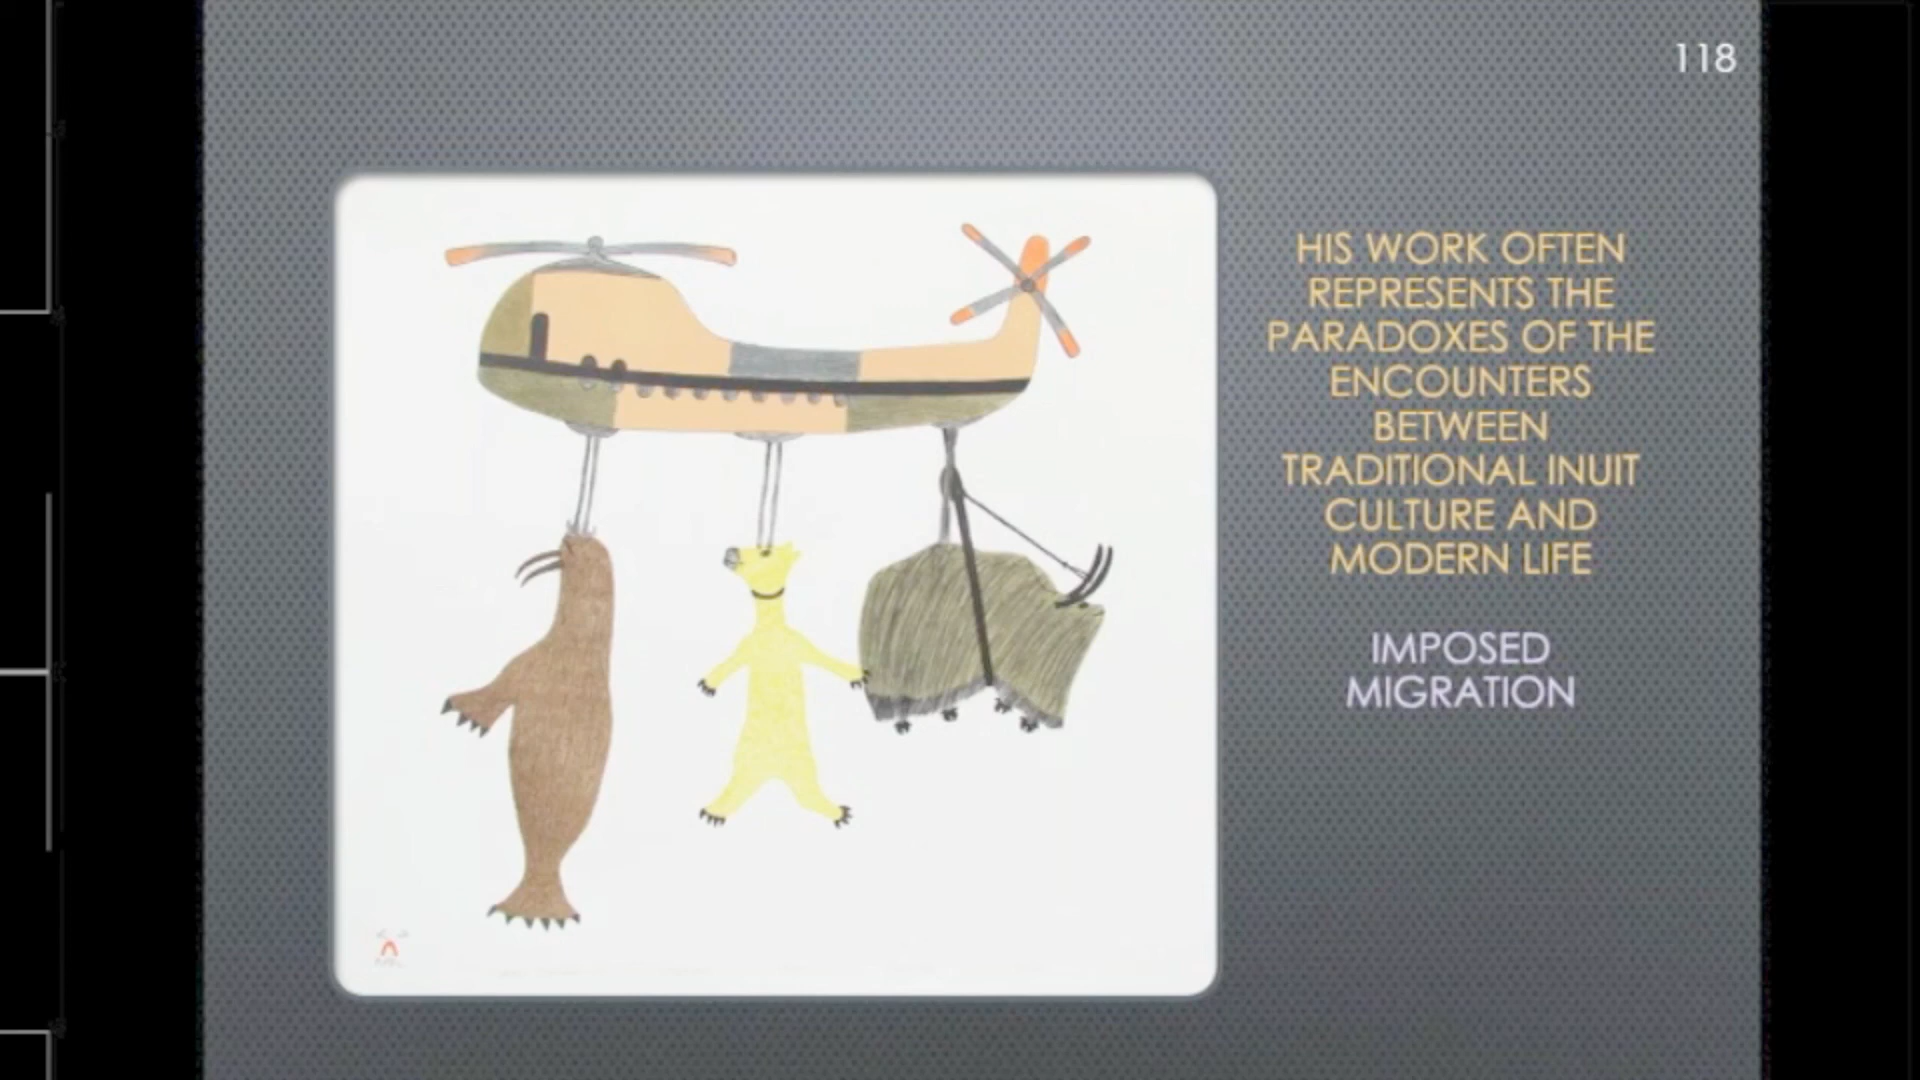 118
HIS WORK OFTEN
REPRESENTS THE
PARADOXES OF THE
ENCOUNTERS
BETWEEN
TRADITIONAL INUIT
CULTURE AND
MODERN LIFE
IMPOSED
MIGRATION